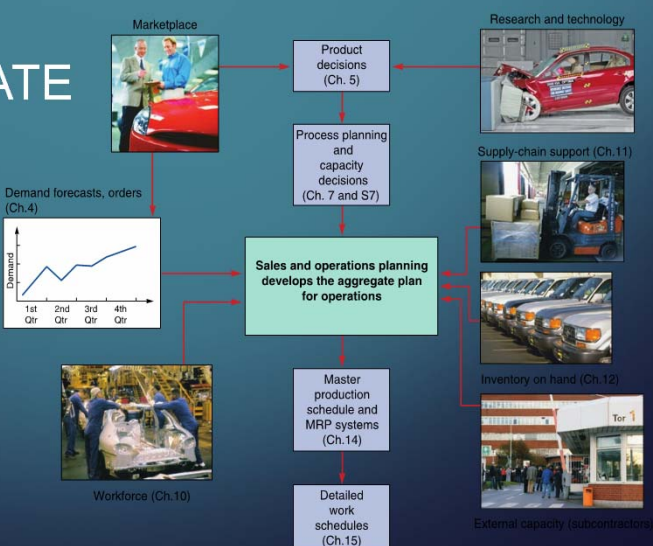 ATE
Marketplace
Research and technology
Product
decisions
(Ch. 5)
Process planning
and
capacity
decisions
(Ch. 7 and S7)
Supply-chain support (Ch.11)
Demand forecasts, orders
(Ch.4)
Demand
1st 2nd 3rd 4th
Qtr Qtr Qtr Qtr
Sales and operations planning
develops the aggregate plan
for operations
Inventory on hand (Ch.12)
Master
production
schedule and
MRP systems
(Ch.14)
Tor 1
Workforce (Ch.10)
Detailed
work
schedules
(Ch.15)
External capacity (subcontractors